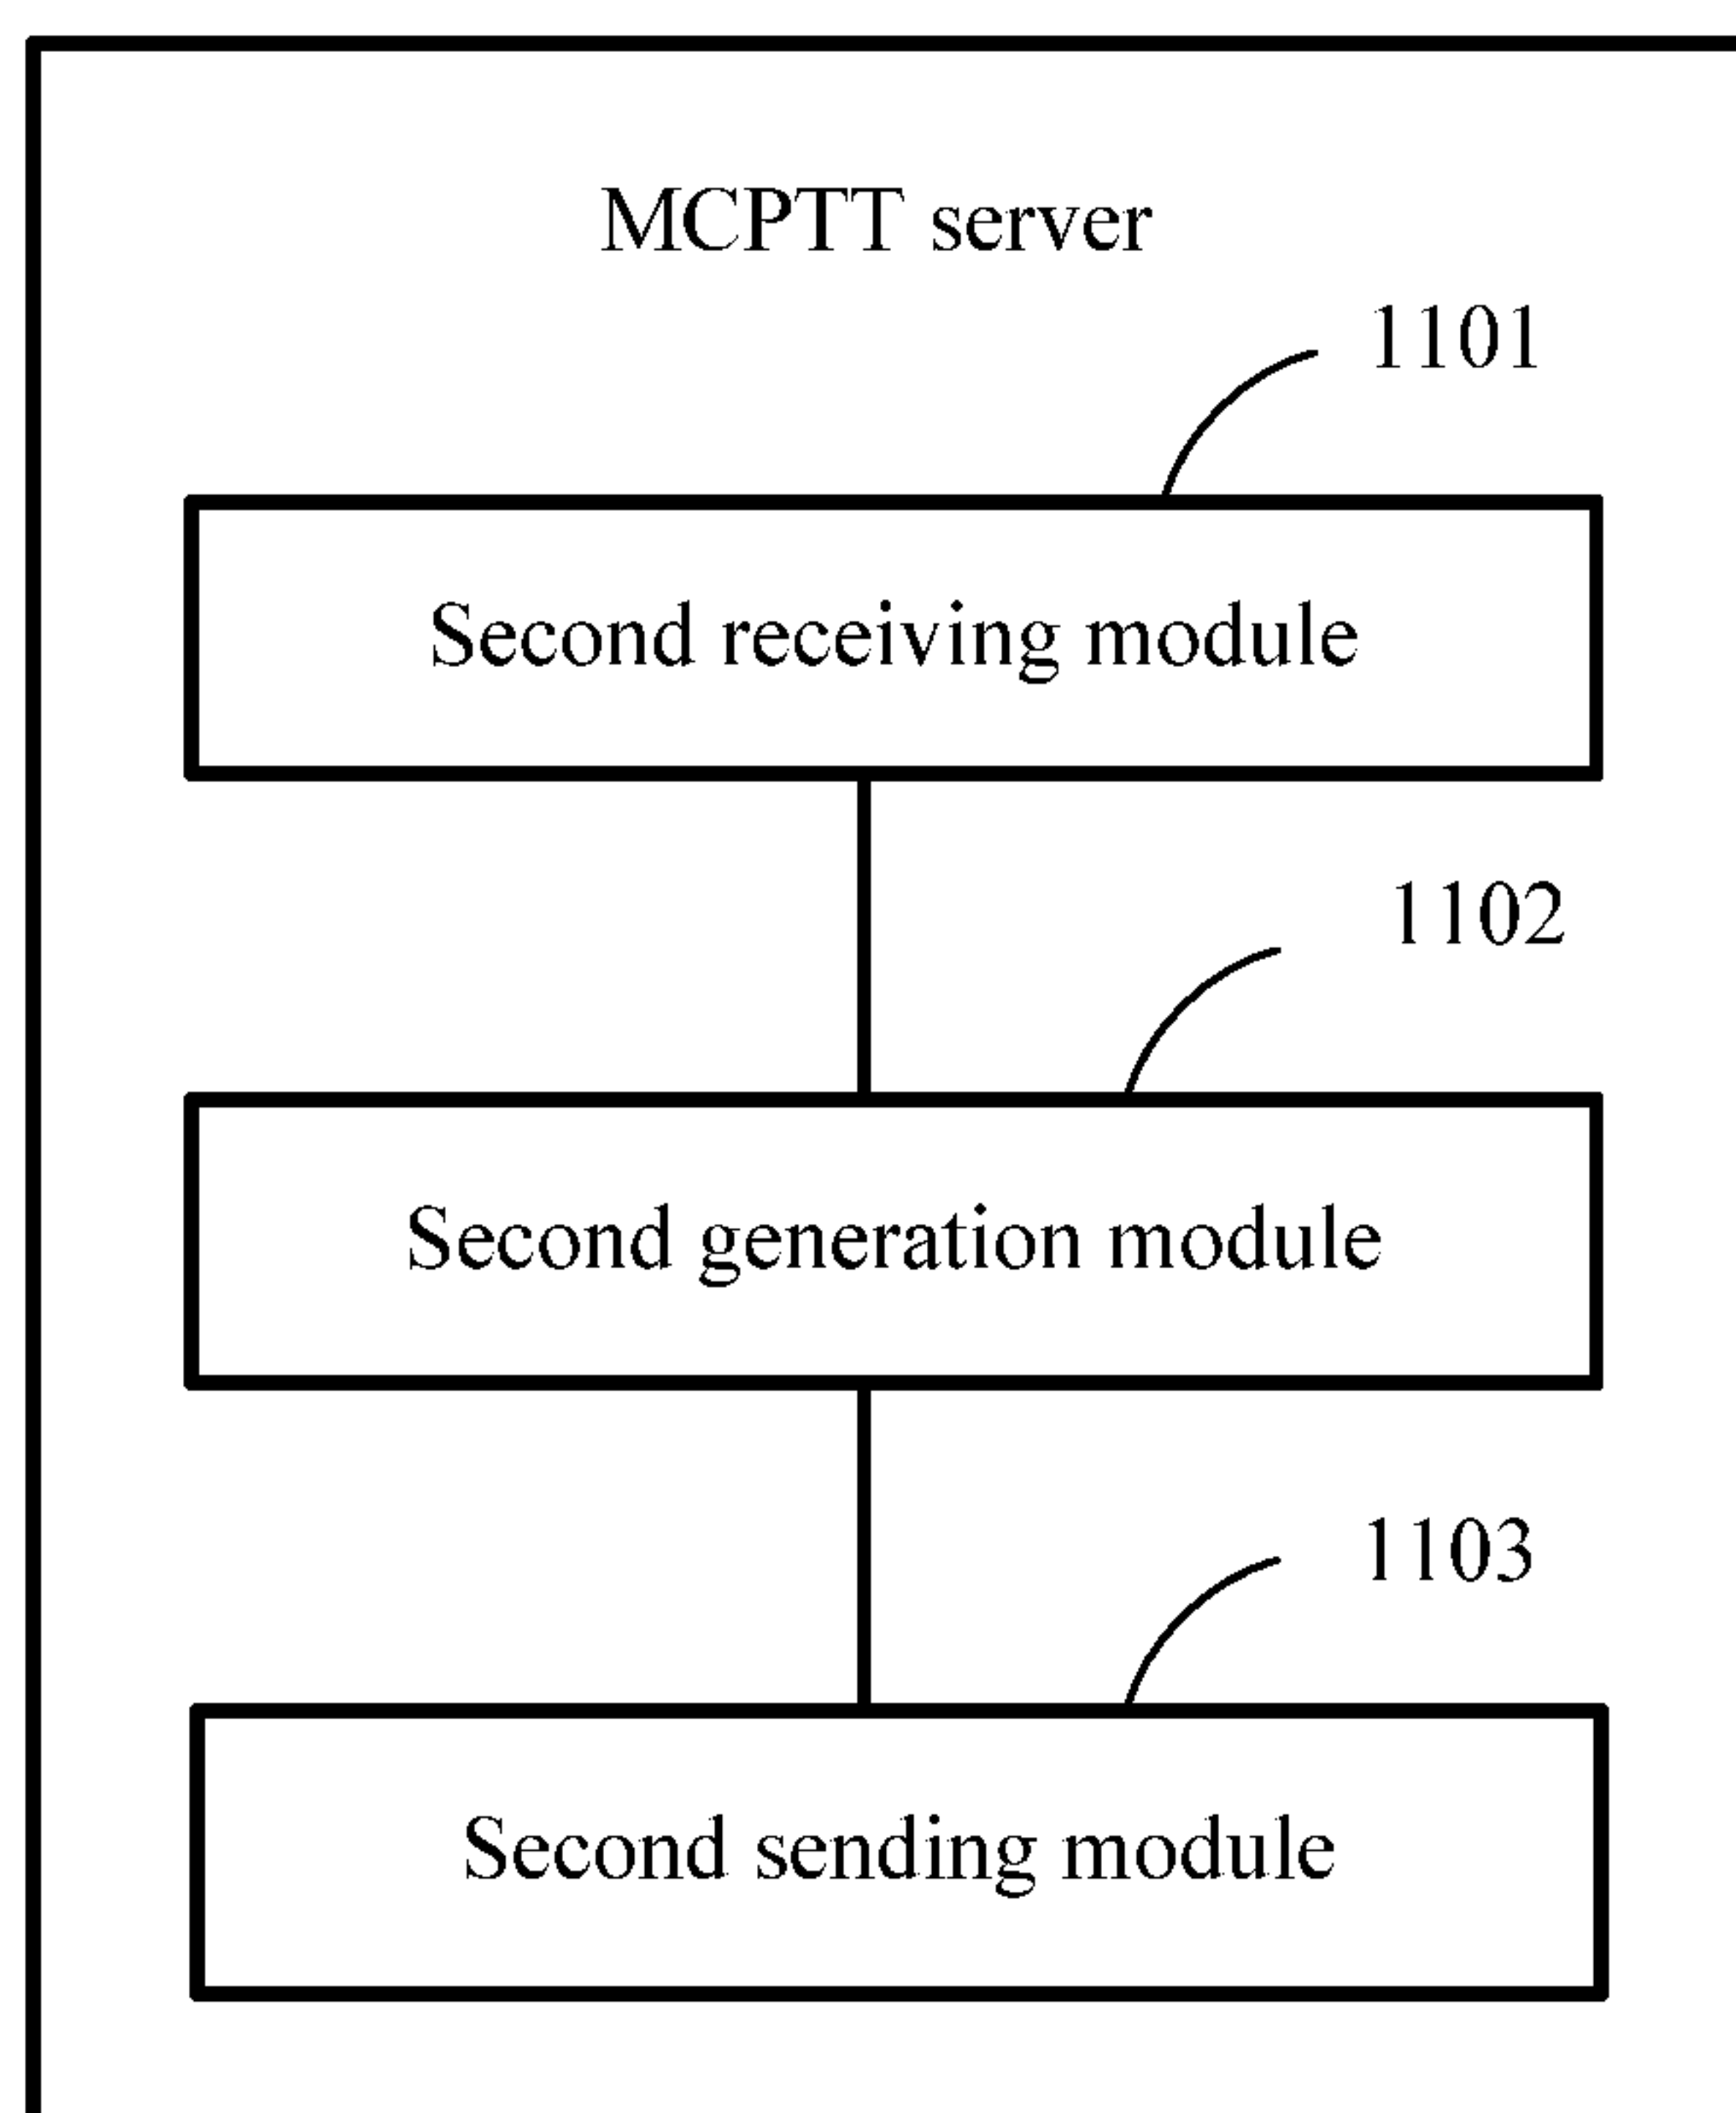 MCPTT server
1101
Second receiving module
1102
Second generation module
1103
Second sending module